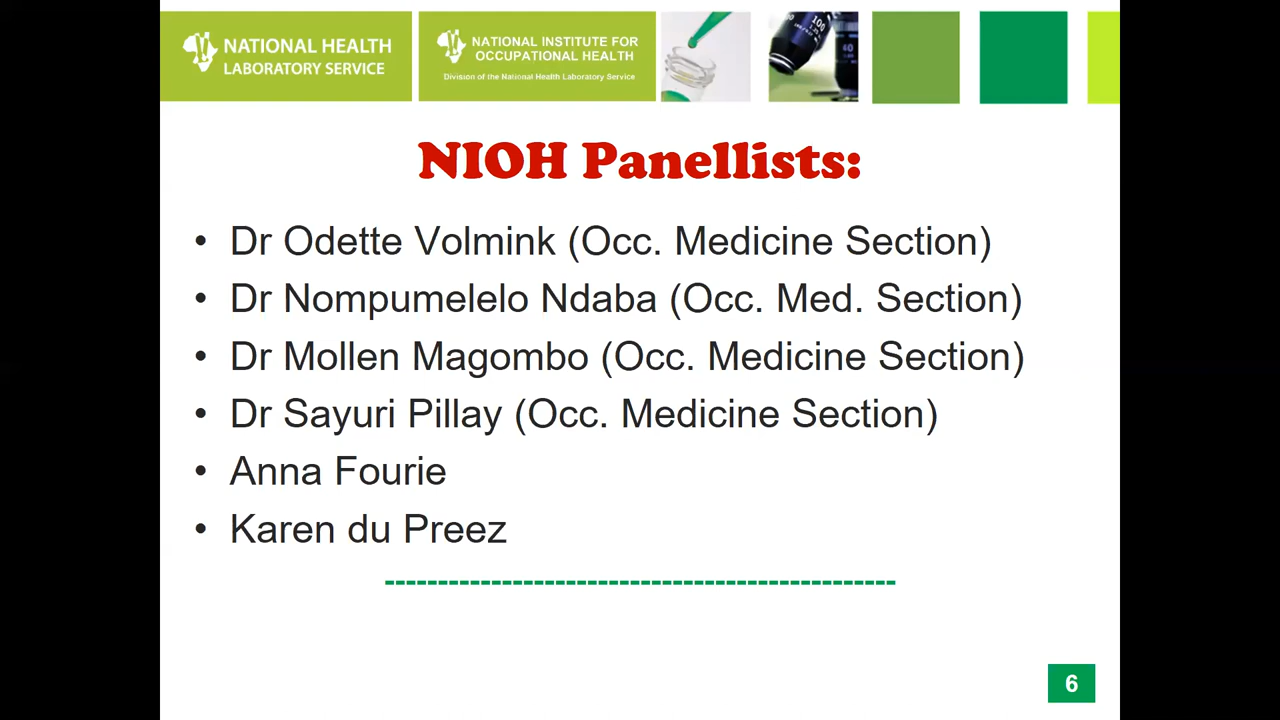 NATIONAL HEALTH
LABORATORY SERVICE
NATIONAL INSTITUTE FOR
OCCUPATIONAL HEALTH
Division of the National Health Laboratory Service
100
40
NIOH Panellists:
• Dr Odette Volmink (Occ. Medicine Section)
• Dr Nompumelelo Ndaba (Occ. Med. Section)
• Dr Mollen Magombo (Occ. Medicine Section)
• Dr Sayuri Pillay (Occ. Medicine Section)
• Anna Fourie
• Karen du Preez
6